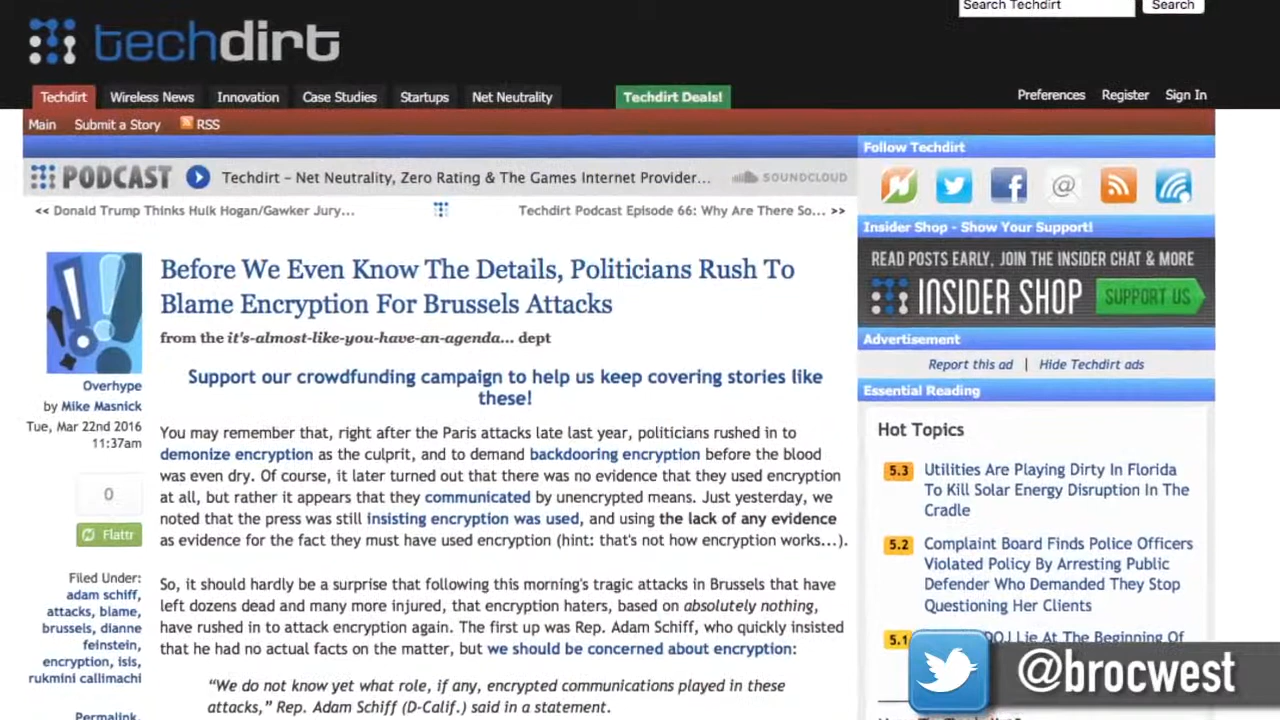 Search Techdirt Search
techdirt
Techdirt Wireless News Innovation Case Studies Startups Net Neutrality Techdirt Deals! Preferences Register Sign In
Main Submit a Story RSS
PODCAST Techdirt – Net Neutrality, Zero Rating & The Games Internet Provider... SOUNDCLOUD
<< Donald Trump Thinks Hulk Hogan/Gawker Jury... Techdirt Podcast Episode 66: Why Are There So... >>
Before We Even Know The Details, Politicians Rush To
Blame Encryption For Brussels Attacks
from the it's-almost-like-you-have-an-agenda... dept
Overhype
by Mike Masnick
Tue, Mar 22nd 2016
11:37am
0
Flattr
Filed Under:
adam schiff,
attacks, blame,
brussels, dianne
feinstein,
encryption, isis,
rukmini callimachi
Permalink.
Support our crowdfunding campaign to help us keep covering stories like
these!
You may remember that, right after the Paris attacks late last year, politicians rushed in to
demonize encryption as the culprit, and to demand backdooring encryption before the blood
was even dry. Of course, it later turned out that there was no evidence that they used encryption
at all, but rather it appears that they communicated by unencrypted means. Just yesterday, we
noted that the press was still insisting encryption was used, and using the lack of any evidence
as evidence for the fact they must have used encryption (hint: that's not how encryption works...).
So, it should hardly be a surprise that following this morning's tragic attacks in Brussels that have
left dozens dead and many more injured, that encryption haters, based on absolutely nothing,
have rushed in to attack encryption again. The first up was Rep. Adam Schiff, who quickly insisted
that he had no actual facts on the matter, but we should be concerned about encryption:
"We do not know yet what role, if any, encrypted communications played in these
attacks," Rep. Adam Schiff (D-Calif.) said in a statement.
Follow Techdirt
Insider Shop - Show Your Support!
READ POSTS EARLY, JOIN THE INSIDER CHAT & MORE
INSIDER SHOP SUPPORT US
Advertisement
Report this ad | Hide Techdirt ads
Essential Reading
Hot Topics
5.3 Utilities Are Playing Dirty In Florida
To Kill Solar Energy Disruption In The
Cradle
5.2 Complaint Board Finds Police Officers
Violated Policy By Arresting Public
Defender Who Demanded They Stop
Questioning Her Clients
5.1 DOJ Lie At The Beginning Of
@brocwest